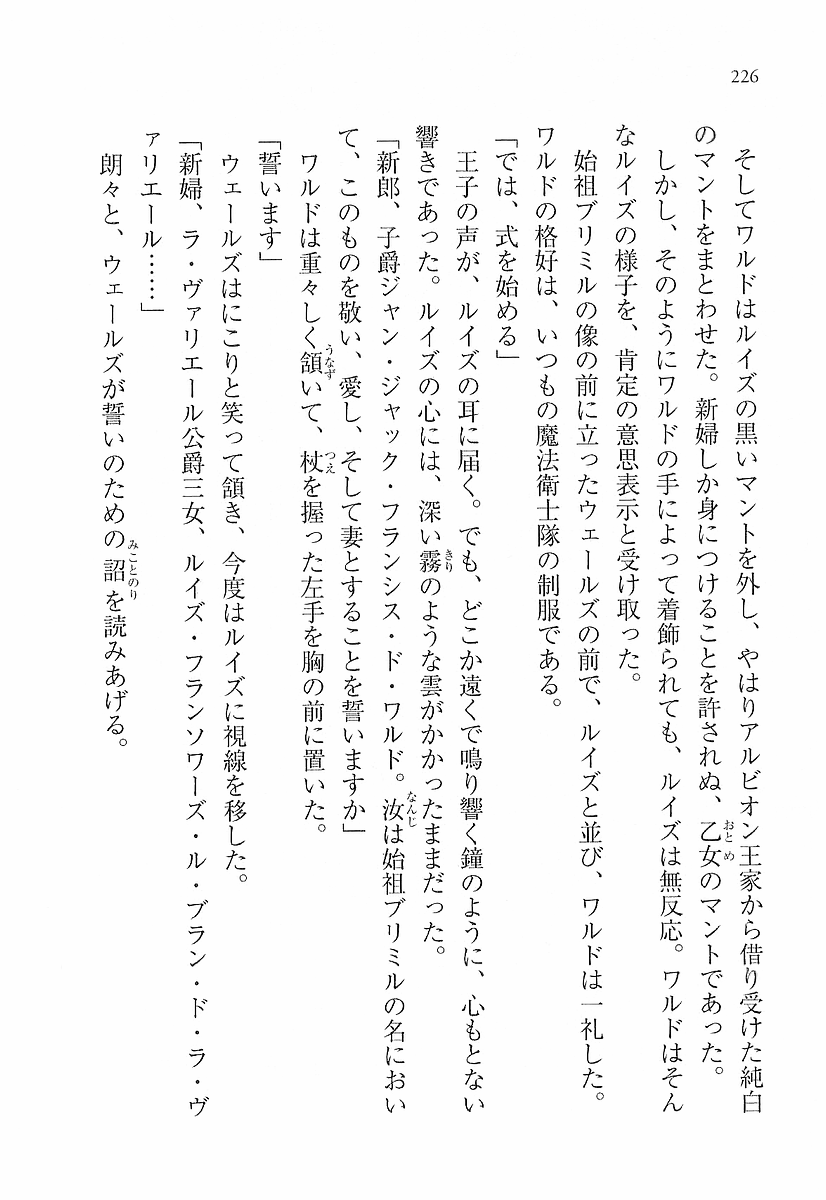 226
そしてワルドはルイズの黒いマントを外し、やはりアルビオン王家から借り受けた純白
のマントをまとわせた。新婦しか身につけることを許されぬ、乙女のマントであった。
しかし、そのようにワルドの手によって着飾られても、ルイズは無反応。ワルドはそん
なルイズの様子を、肯定の意思表示と受け取った。
始祖ブリミルの像の前に立ったウェールズの前で、ルイズと並び、ワルドは一礼した。
ワルドの格好は、いつもの魔法衛士隊の制服である。
「では、式を始める」
王子の声が、ルイズの耳に届く。でも、どこか遠くで鳴り響く鐘のように、心もとない
響きであった。ルイズの心には、深い霧のような雲がかかったままだった。
「新郎、子爵ジャン・ジャック・フランシス・ド・ワルド。汝は始祖ブリミルの名におい
て、このものを敬い、愛し、そして妻とすることを誓いますか」
ワルドは重々しく頷いて、杖を握った左手を胸の前に置いた。
「誓います」
ウェールズはにこりと笑って頷き、今度はルイズに視線を移した。
「新婦、ラ・ヴァリエール公爵三女、ルイズ・フランソワーズ・ル・ブラン・ド・ラ・ヴ
ァリエール……」
朗々と、ウェールズが誓いのための詔を読みあげる。